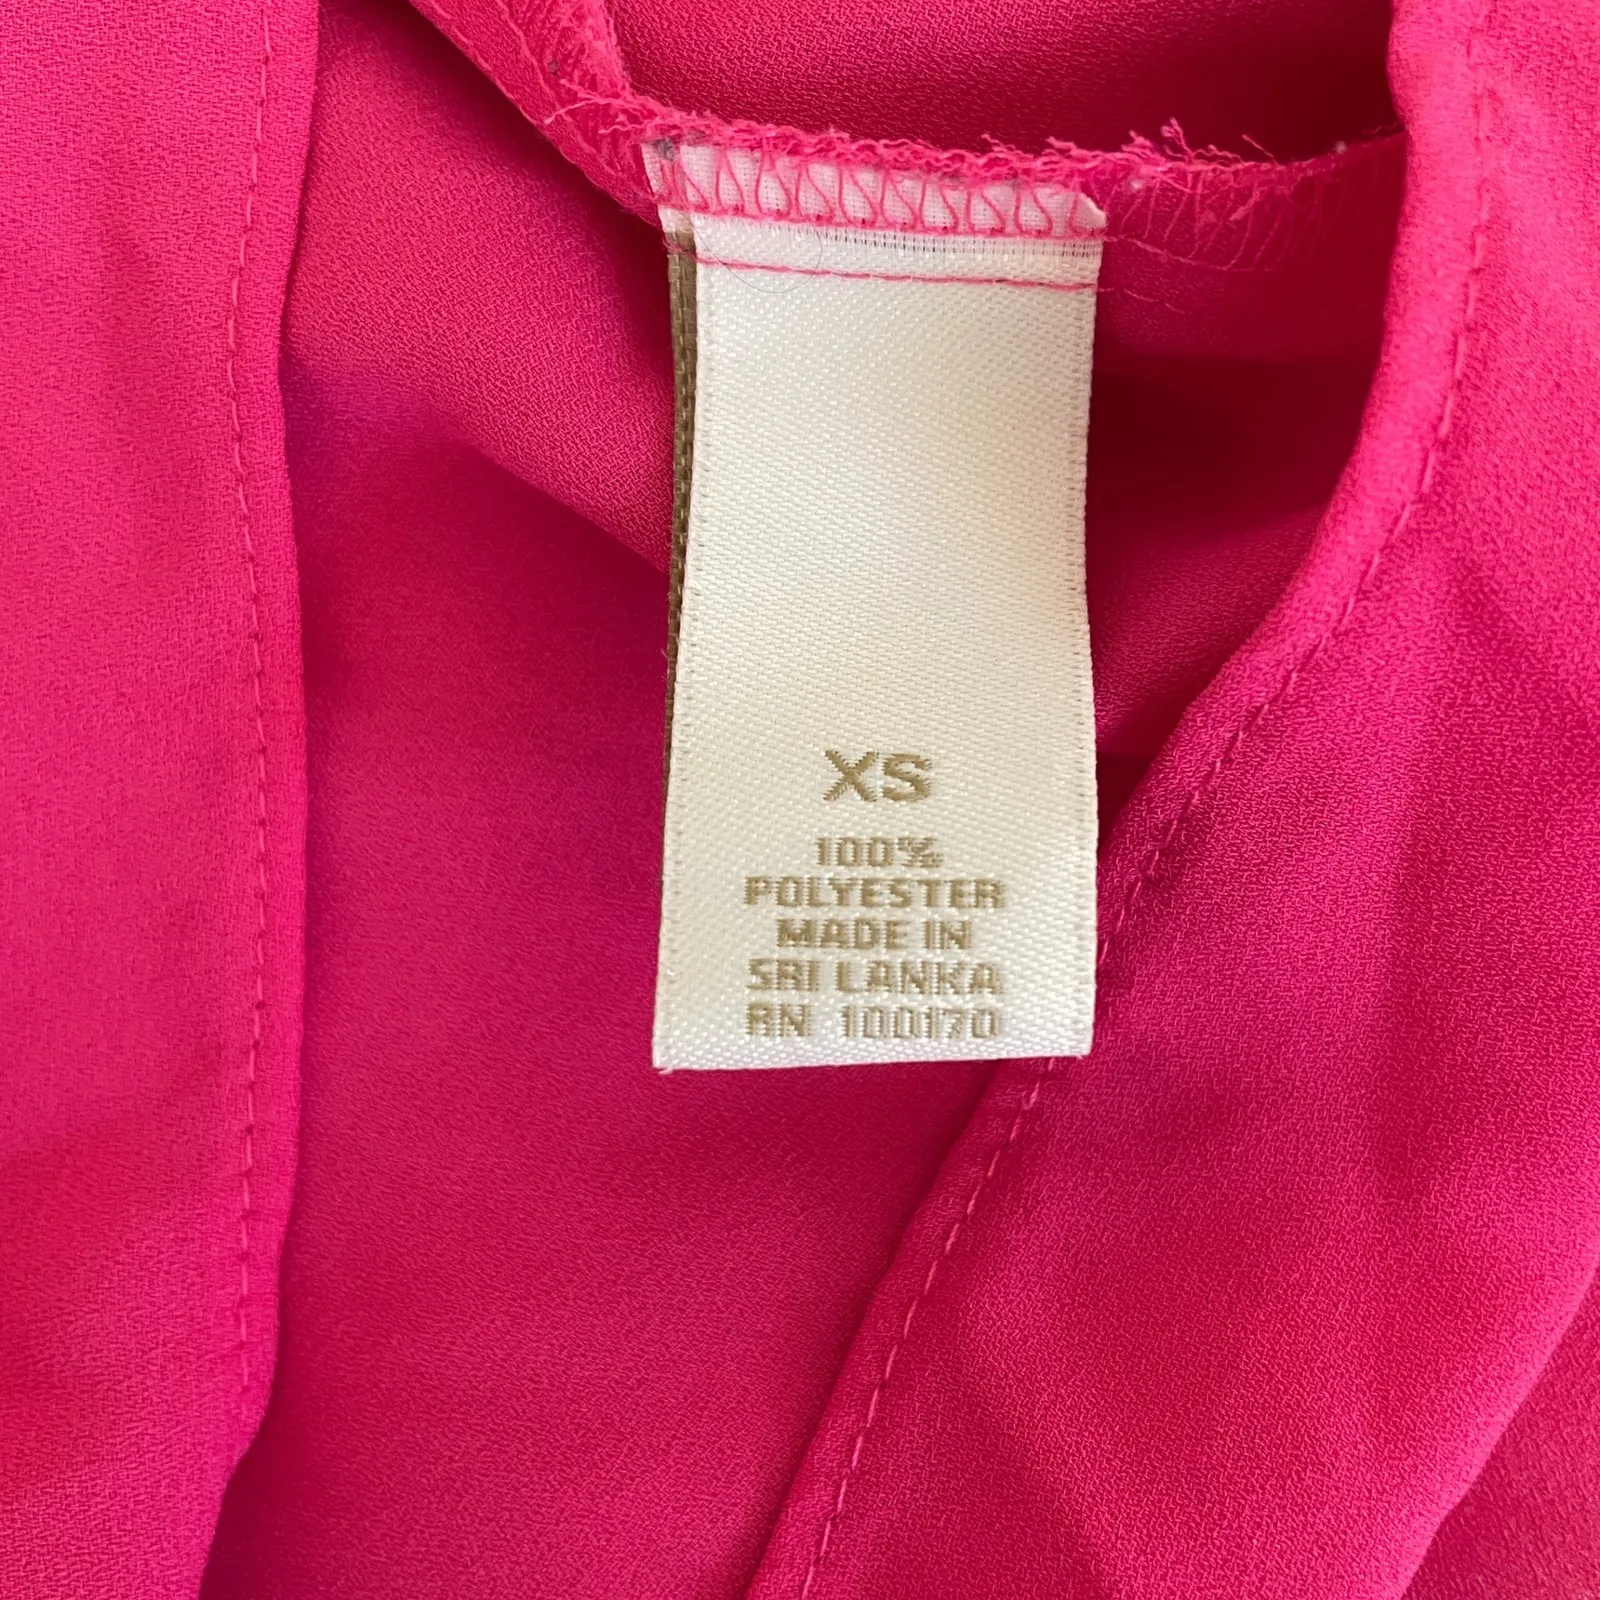 XS
100%
POLYESTER
MADE IN
SRI LANKA
RN 100170